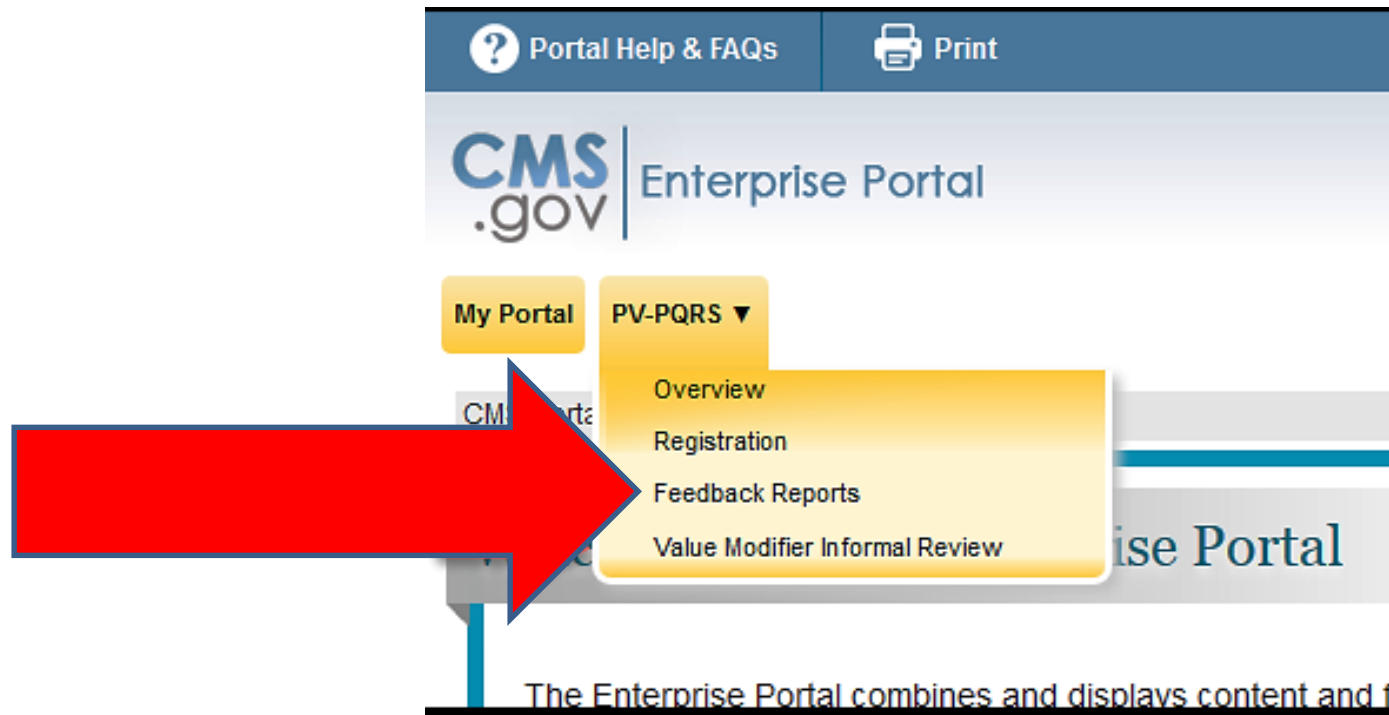 ? Portal Help & FAQs Print
CMS
.gov
Enterprise Portal
My Portal PV-PQRS ▼
Overview
Registration
Feedback Reports
Value Modifier Informal Review
ise Portal
The Enterprise Portal combines and displays content and